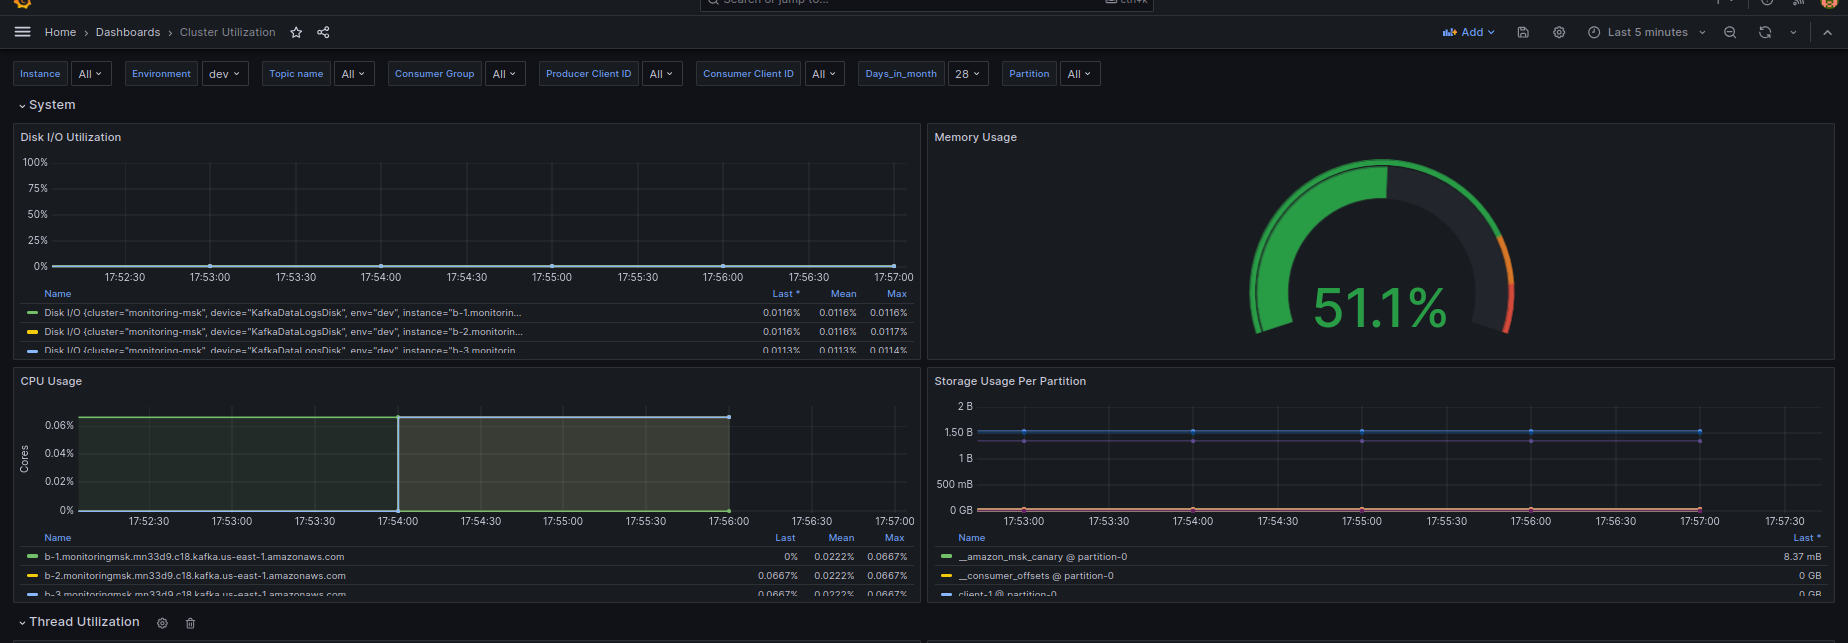 Search or jump to... ctrl+k
Home › Dashboards › Cluster Utilization Add Last 5 minutes
Instance All Environment dev Topic name All Consumer Group All Producer Client ID All Consumer Client ID All Days_in_month 28 Partition All
System
Disk I/O Utilization
100%
75%
50%
25%
0%
17:52:30 17:53:00 17:53:30 17:54:00 17:54:30 17:55:00 17:55:30 17:56:00 17:56:30 17:57:00
Name Last * Mean Max
Disk I/O {cluster="monitoring-msk", device="KafkaDataLogsDisk", env="dev", instance="b-1.monitorin... 0.0116% 0.0116% 0.0116%
Disk I/O {cluster="monitoring-msk", device="KafkaDataLogsDisk", env="dev", instance="b-2.monitorin... 0.0116% 0.0116% 0.0117%
Disk I/O {cluster="monitoring-msk", device="KafkaDataLogsDisk", env="dev", instance="b-3.monitorin 0.0113% 0.0113% 0.0114%
Memory Usage
51.1%
CPU Usage
Cores
0.06%
0.04%
0.02%
0%
17:52:30 17:53:00 17:53:30 17:54:00 17:54:30 17:55:00 17:55:30 17:56:00 17:56:30 17:57:00
Name Last Mean Max
b-1.monitoringmsk.mn33d9.c18.kafka.us-east-1.amazonaws.com 0% 0.0222% 0.0667%
b-2.monitoringmsk.mn33d9.c18.kafka.us-east-1.amazonaws.com 0.0667% 0.0222% 0.0667%
b-3.monitoringmsk.mn33d9.c18.kafka.us-east-1.amazonaws.com 0.0667% 0.0222% 0.0667%
Storage Usage Per Partition
2 B
1.50 B
1 B
500 mB
0 GB
17:53:00 17:53:30 17:54:00 17:54:30 17:55:00 17:55:30 17:56:00 17:56:30 17:57:00 17:57:30
Name Last *
__amazon_msk_canary @ partition-0 8.37 mB
__consumer_offsets @ partition-0 0 GB
client-1 @ partition-0 0 GB
Thread Utilization